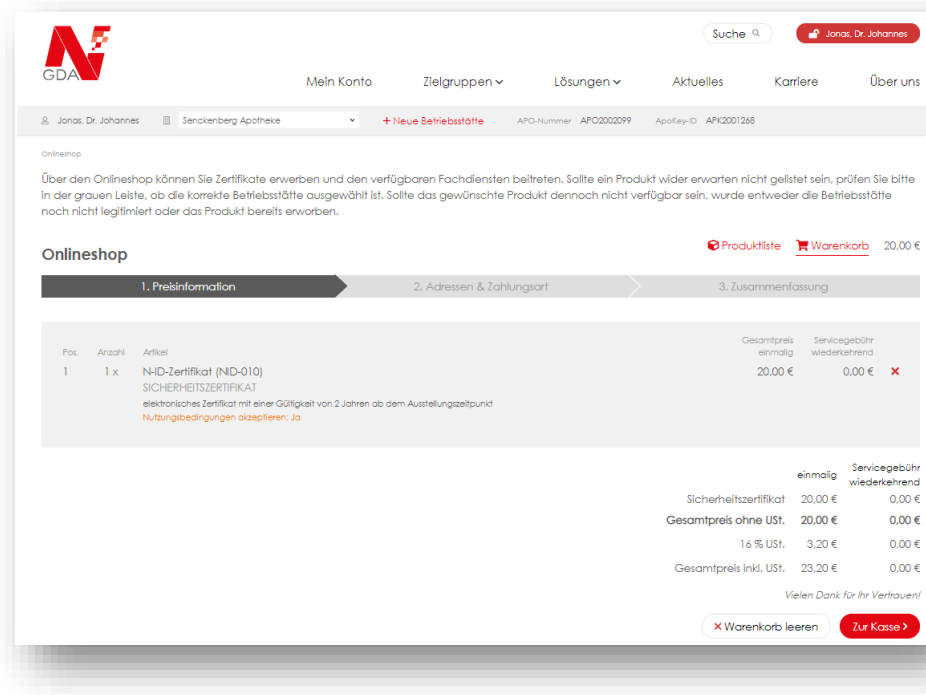 GDA N
Suche
Jonas, Dr. Johannes
Mein Konto Zielgruppen Lösungen Aktuelles Karriere Über uns
Jonas, Dr. Johannes Senckenberg Apotheke + Neue Betriebsstätte APO-Nummer APO2002099 ApoKey-ID APK2001268
Onlineshop
Über den Onlineshop können Sie Zertifikate erwerben und den verfügbaren Fachdiensten beitreten. Sollte ein Produkt wider erwarten nicht gelistet sein, prüfen Sie bitte
in der grauen Leiste, ob die korrekte Betriebsstätte ausgewählt ist. Sollte das gewünschte Produkt dennoch nicht verfügbar sein, wurde entweder die Betriebsstätte
noch nicht legitimiert oder das Produkt bereits erworben.
Onlineshop
Produktliste Warenkorb 20,00 €
1. Preisinformation 2. Adressen & Zahlungsart 3. Zusammenfassung
Pos. Anzahl Artikel Gesamtpreis einmalig Servicegebühr wiederkehrend
1 1 x N-ID-Zertifikat (NID-010) 20,00 € 0,00 €
SICHERHEITSZERTIFIKAT
elektronisches Zertifikat mit einer Gültigkeit von 2 Jahren ab dem Ausstellungszeitpunkt
Nutzungsbedingungen akzeptieren: Ja
einmalig Servicegebühr wiederkehrend
Sicherheitszertifikat 20,00 € 0,00 €
Gesamtpreis ohne USt. 20,00 € 0,00 €
16 % USt. 3,20 € 0,00 €
Gesamtpreis inkl. USt. 23,20 € 0,00 €
Vielen Dank für Ihr Vertrauen!
Warenkorb leeren Zur Kasse